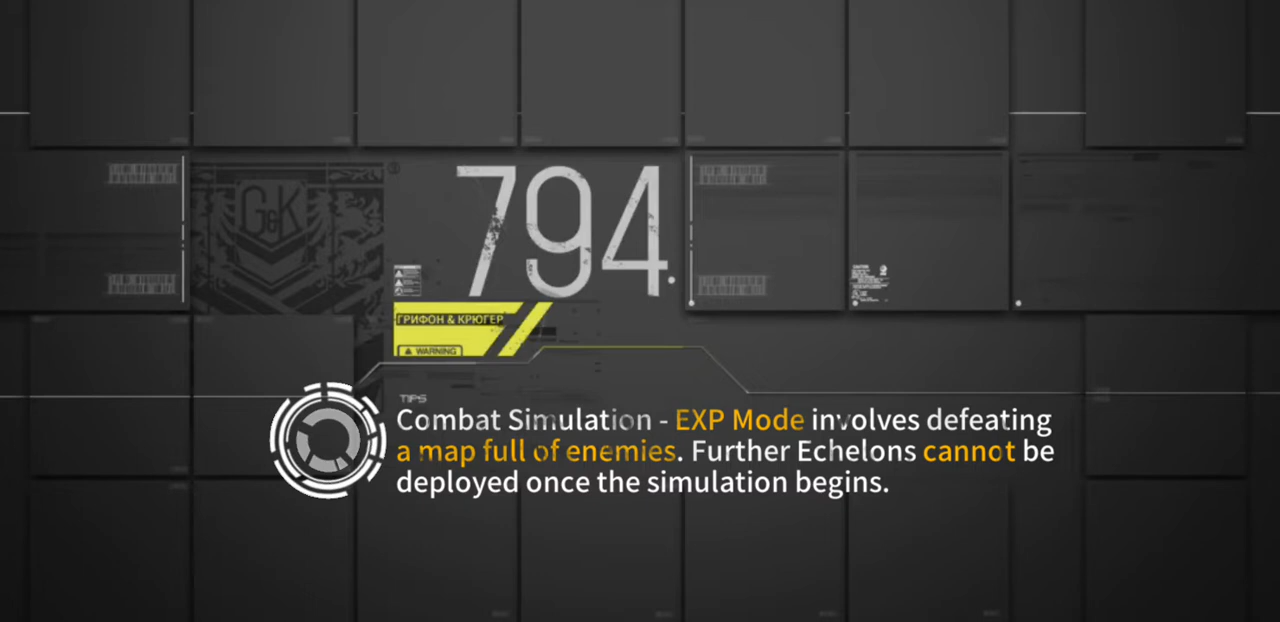 G&K
794.
ГРИФОН & КРЮГЕР
WARNING
TIPS
Combat Simulation - EXP Mode involves defeating
a map full of enemies. Further Echelons cannot be
deployed once the simulation begins.